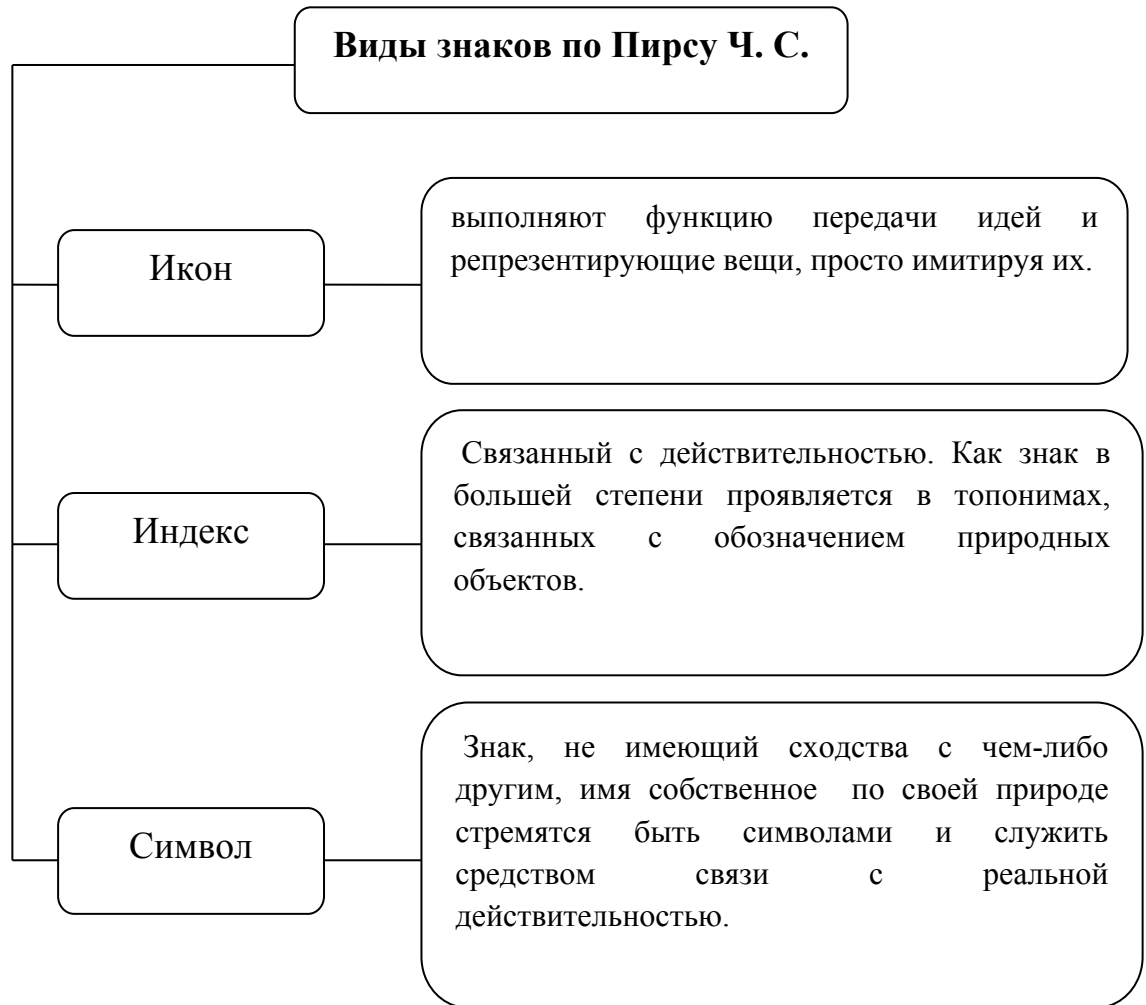 Виды знаков по Пирсу Ч. С.
Икон
выполняют функцию передачи идей и
репрезентирующие вещи, просто имитируя их.
Индекс
Связанный с действительностью. Как знак в
большей степени проявляется в топонимах,
связанных с обозначением природных
объектов.
Символ
Знак, не имеющий сходства с чем-либо
другим, имя собственное по своей природе
стремятся быть символами и служить
средством связи с реальной
действительностью.